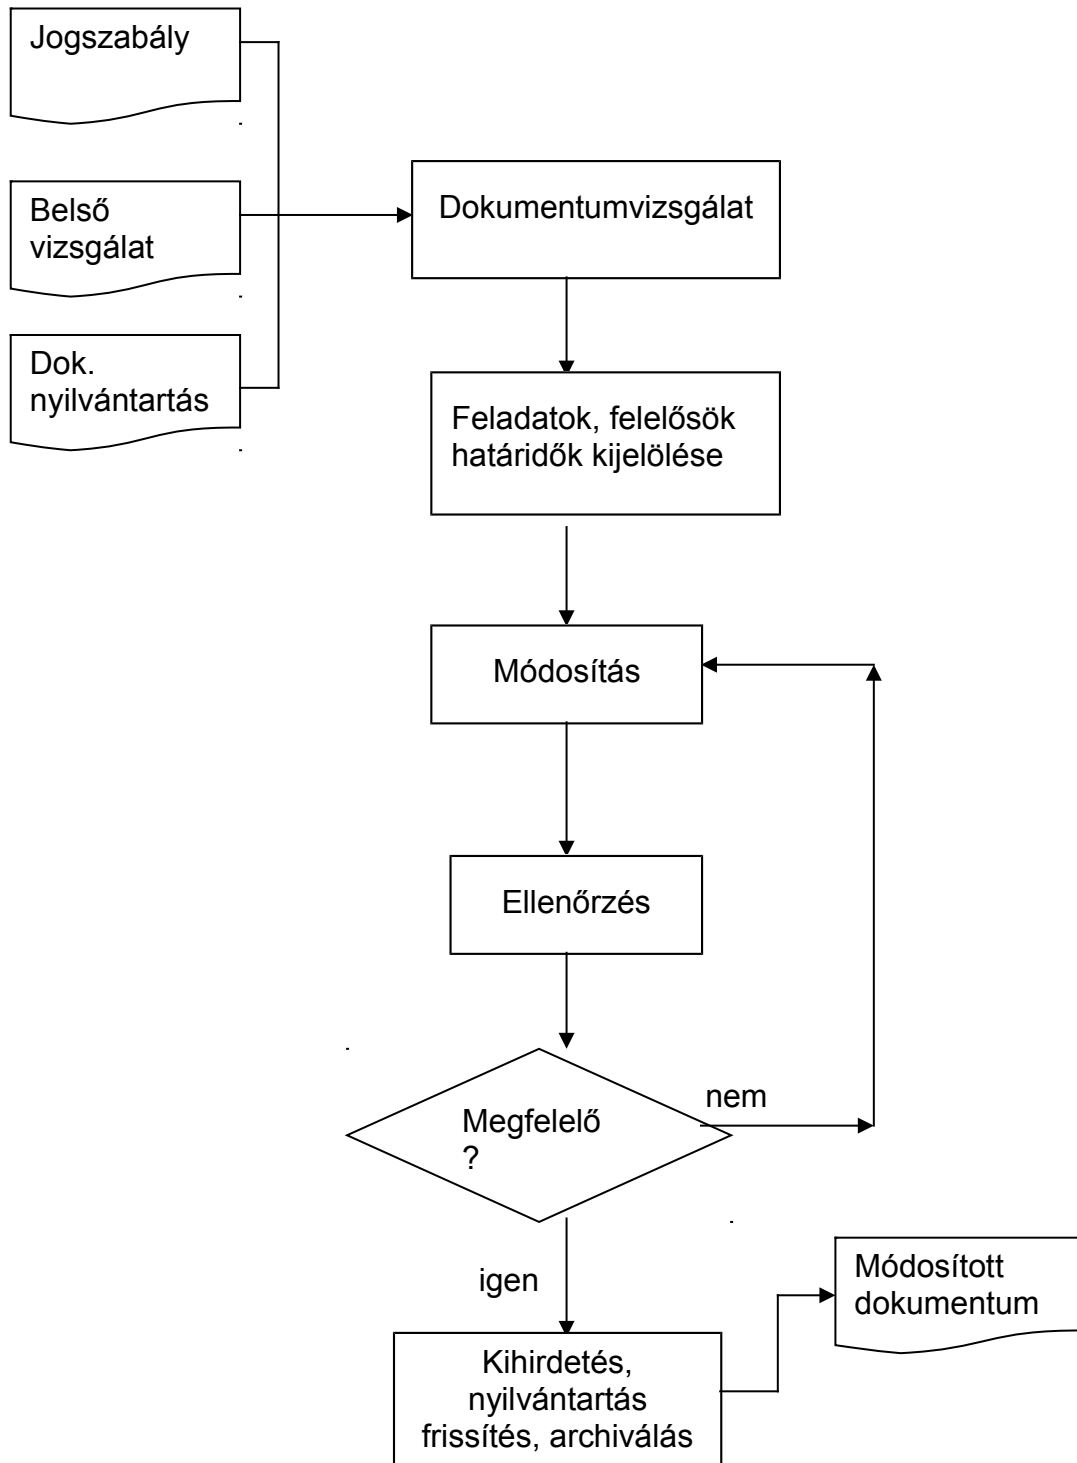 Jogszabály
Belső
vizsgálat
Dok.
nyilvántartás
Dokumentumvizsgálat
Feladatok, felelősök
határidők kijelölése
Módosítás
Ellenőrzés
Megfelelő
?
nem
igen
Módosított
dokumentum
Kihirdetés,
nyilvántartás
frissítés, archiválás